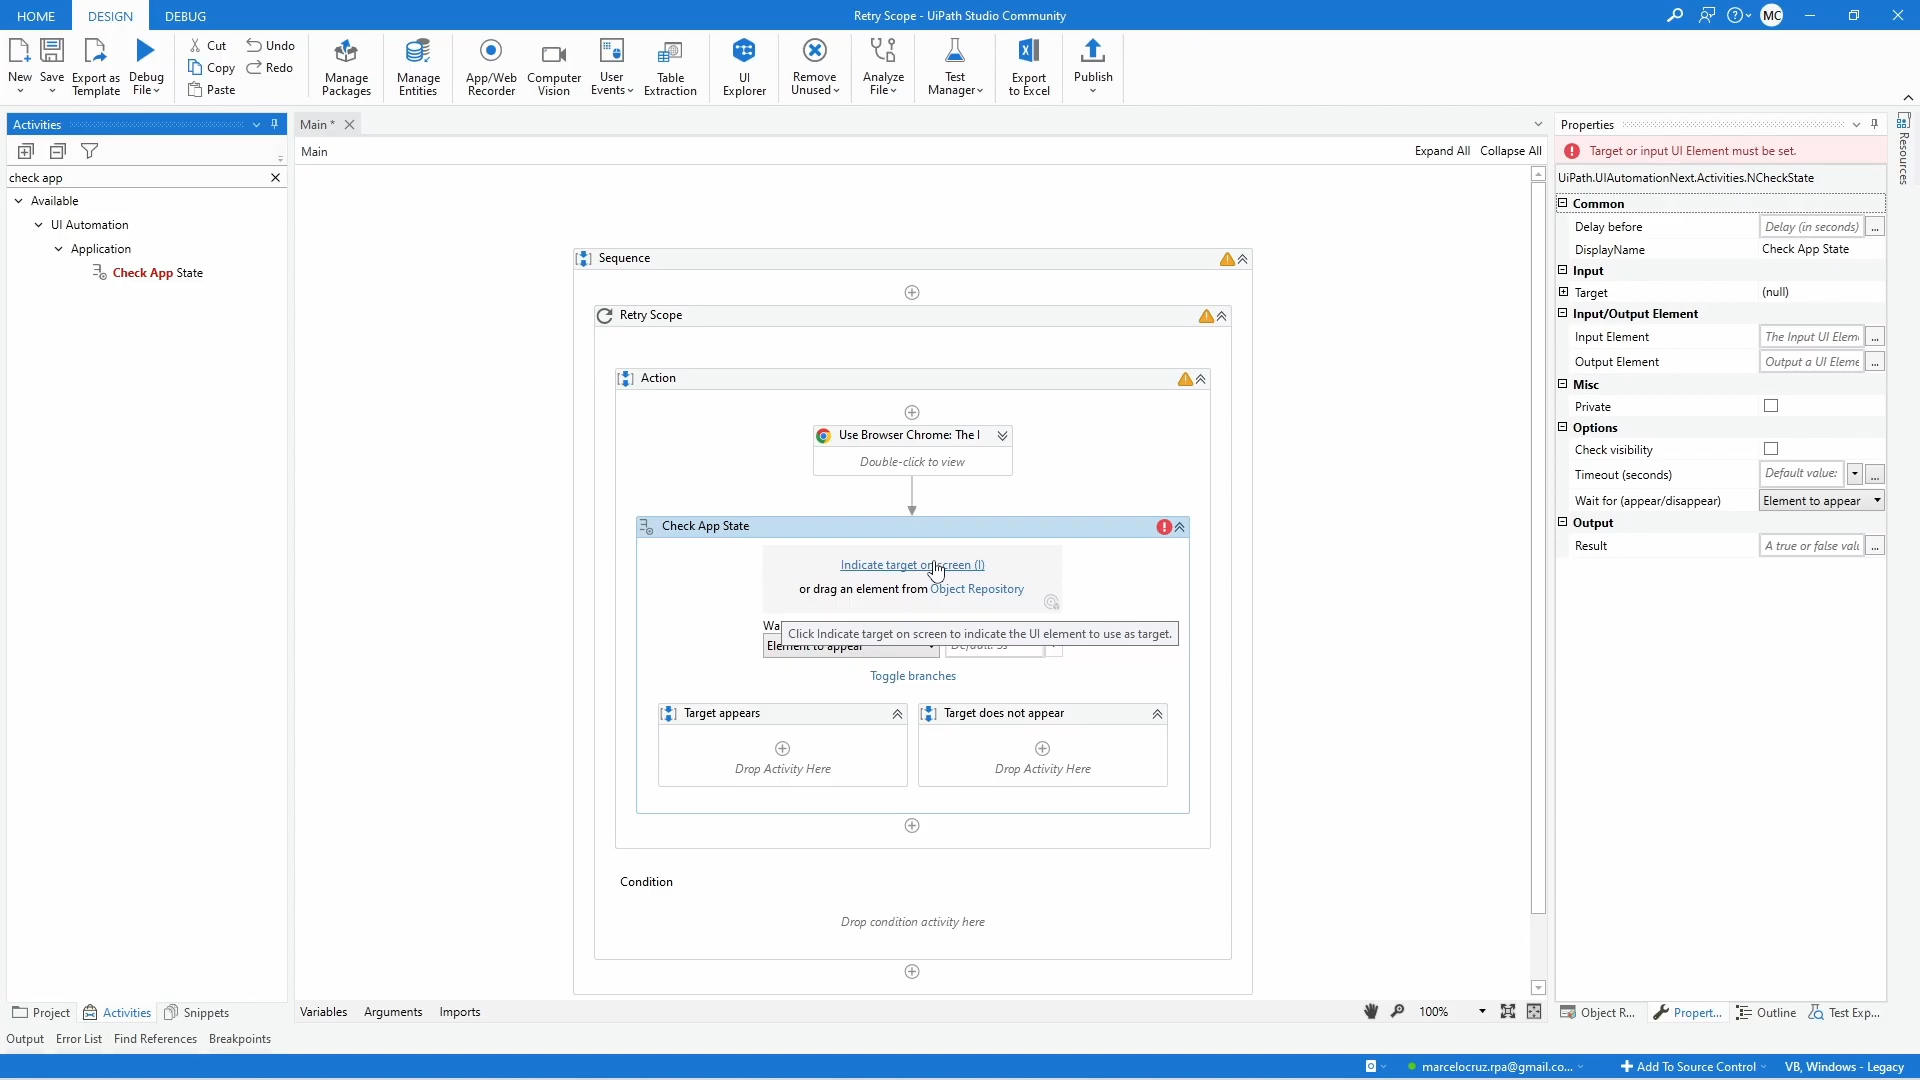 HOME DESIGN DEBUG Retry Scope - UiPath Studio Community MC
New Save Export as Template Debug File Cut Copy Paste Undo Redo Manage Packages Manage Entities App/Web Recorder Computer Vision User Events Table Extraction UI Explorer Remove Unused Analyze File Test Manager Export to Excel Publish
Activities
check app
Available
UI Automation
Application
Check App State
Main *
Main Expand All Collapse All
Sequence
Retry Scope
Action
Use Browser Chrome: The
Double-click to view
Check App State
Indicate target on screen (I)
or drag an element from Object Repository
Wa
Click Indicate target on screen to indicate the UI element to use as target.
Element to appear Default: 5s
Toggle branches
Target appears Target does not appear
Drop Activity Here Drop Activity Here
Condition
Drop condition activity here
Properties
Target or input UI Element must be set.
UiPath.UIAutomationNext.Activities.NCheckState
Common
Delay before Delay (in seconds) ...
DisplayName Check App State
Input
Target (null)
Input/Output Element
Input Element The Input UI Elem ...
Output Element Output a UI Eleme ...
Misc
Private
Options
Check visibility
Timeout (seconds) Default value: ...
Wait for (appear/disappear) Element to appear
Output
Result A true or false valu ...
Resources
Project Activities Snippets
Variables Arguments Imports 100%
Object R... Propert... Outline Test Exp...
Output Error List Find References Breakpoints
marcelocruz.rpa@gmail.co... Add To Source Control VB, Windows - Legacy